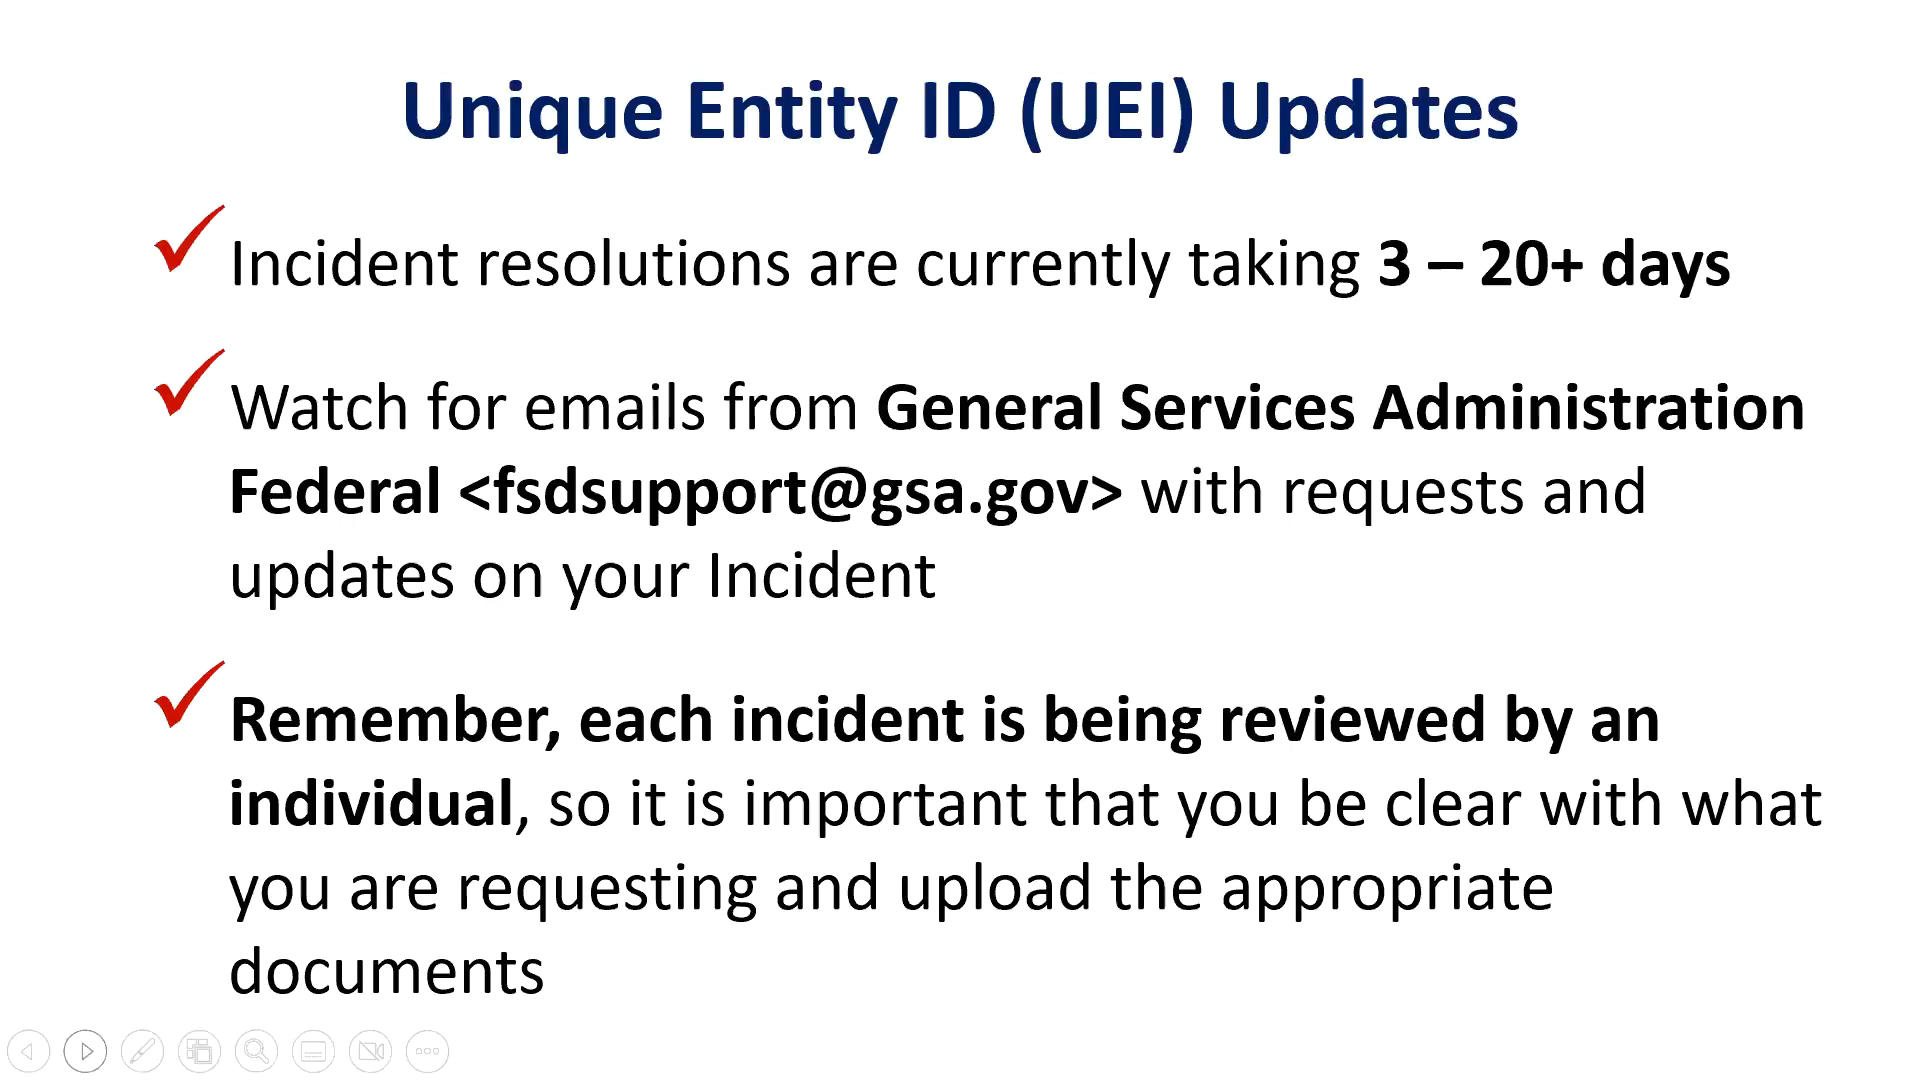 Unique Entity ID (UEI) Updates
Incident resolutions are currently taking 3 – 20+ days
Watch for emails from General Services Administration
Federal <fsdsupport@gsa.gov> with requests and
updates on your Incident
Remember, each incident is being reviewed by an
individual, so it is important that you be clear with what
you are requesting and upload the appropriate
documents